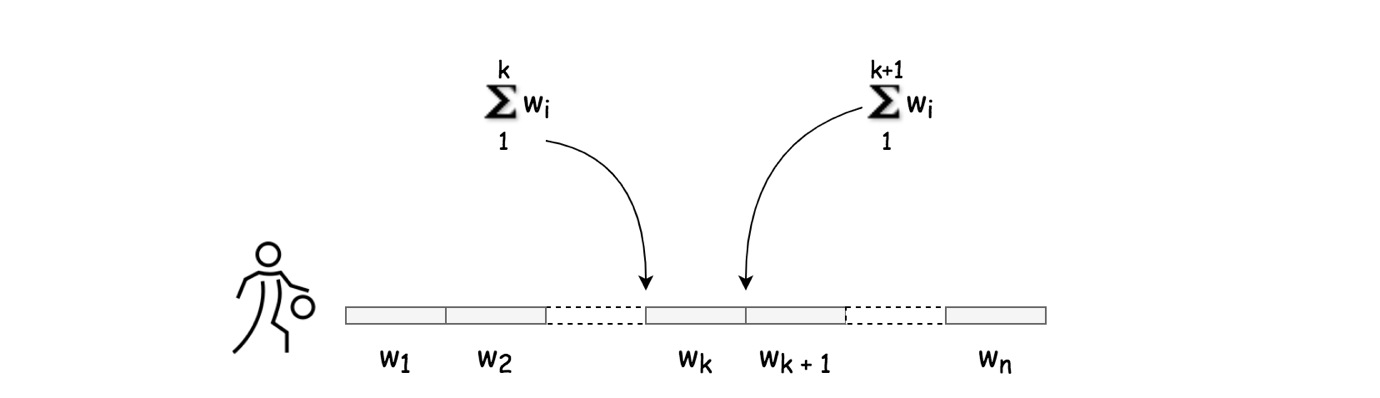 k
Σ wᵢ
1
k+1
Σ wᵢ
1
w₁ w₂ wₖ wₖ ₊ ₁ wₙ